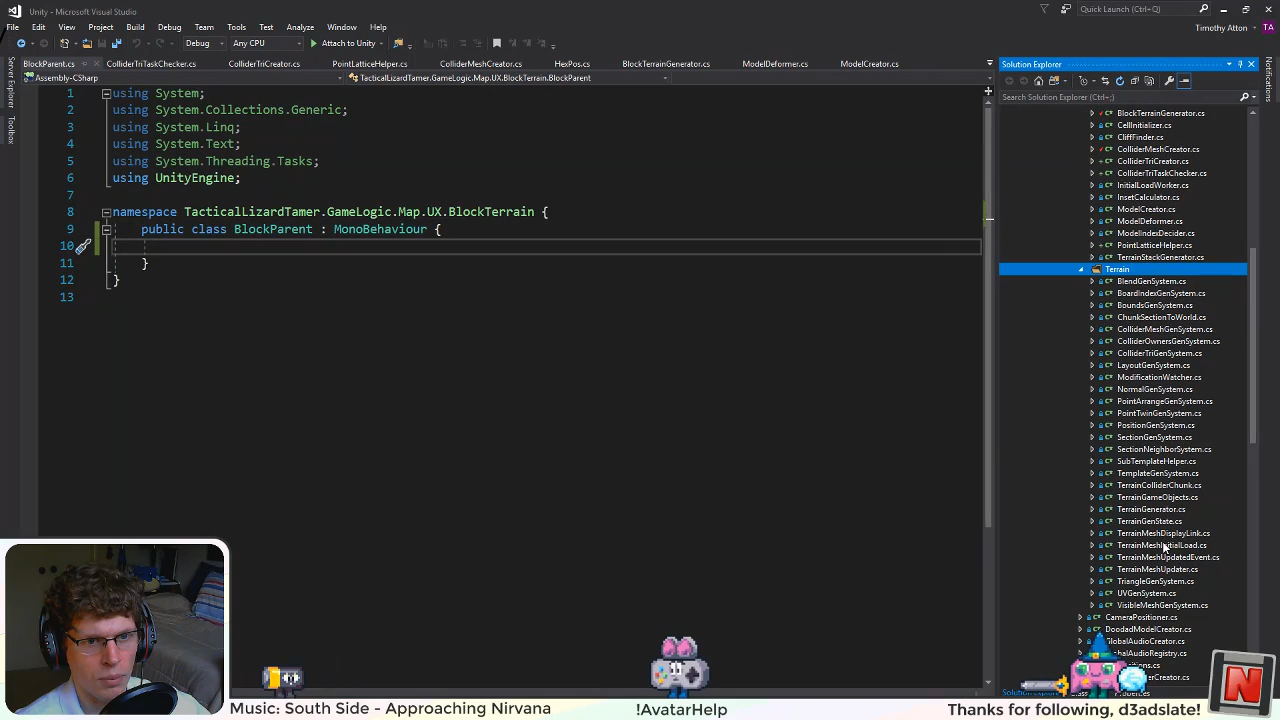 Unity - Microsoft Visual Studio
Quick Launch (Ctrl+Q)
File Edit View Project Build Debug Team Tools Test Analyze Window Help
Timothy Atton TA
Debug Any CPU Attach to Unity
BlockParent.cs ColliderTriTaskChecker.cs ColliderTriCreator.cs PointLatticeHelper.cs ColliderMeshCreator.cs HexPos.cs BlockTerrainGenerator.cs ModelDeformer.cs ModelCreator.cs
Assembly-CSharp TacticalLizardTamer.GameLogic.Map.UX.BlockTerrain.BlockParent
Server Explorer
Toolbox
1 using System;
2 using System.Collections.Generic;
3 using System.Linq;
4 using System.Text;
5 using System.Threading.Tasks;
6 using UnityEngine;
7
8 namespace TacticalLizardTamer.GameLogic.Map.UX.BlockTerrain {
9 public class BlockParent : MonoBehaviour {
10
11 }
12 }
13
Solution Explorer
Search Solution Explorer (Ctrl+;)
BlockTerrainGenerator.cs
CellInitializer.cs
CliffFinder.cs
ColliderMeshCreator.cs
ColliderTriCreator.cs
ColliderTriTaskChecker.cs
InitialLoadWorker.cs
InsetCalculator.cs
ModelCreator.cs
ModelDeformer.cs
ModelIndexDecider.cs
PointLatticeHelper.cs
TerrainStackGenerator.cs
Terrain
BlendGenSystem.cs
BoardIndexGenSystem.cs
BoundsGenSystem.cs
ChunkSectionToWorld.cs
ColliderMeshGenSystem.cs
ColliderOwnersGenSystem.cs
ColliderTriGenSystem.cs
LayoutGenSystem.cs
ModificationWatcher.cs
NormalGenSystem.cs
PointArrangeGenSystem.cs
PointTwinGenSystem.cs
PositionGenSystem.cs
SectionGenSystem.cs
SectionNeighborSystem.cs
SubTemplateHelper.cs
TemplateGenSystem.cs
TerrainColliderChunk.cs
TerrainGameObjects.cs
TerrainGenerator.cs
TerrainGenState.cs
TerrainMeshDisplayLink.cs
TerrainMeshInitialLoad.cs
TerrainMeshUpdatedEvent.cs
TerrainMeshUpdater.cs
TriangleGenSystem.cs
UVGenSystem.cs
VisibleMeshGenSystem.cs
CameraPositioner.cs
DoodadModelCreator.cs
GlobalAudioCreator.cs
Solution Explorer
Notifications
Music: South Side - Approaching Nirvana
!AvatarHelp
Thanks for following, d3adslate!
N